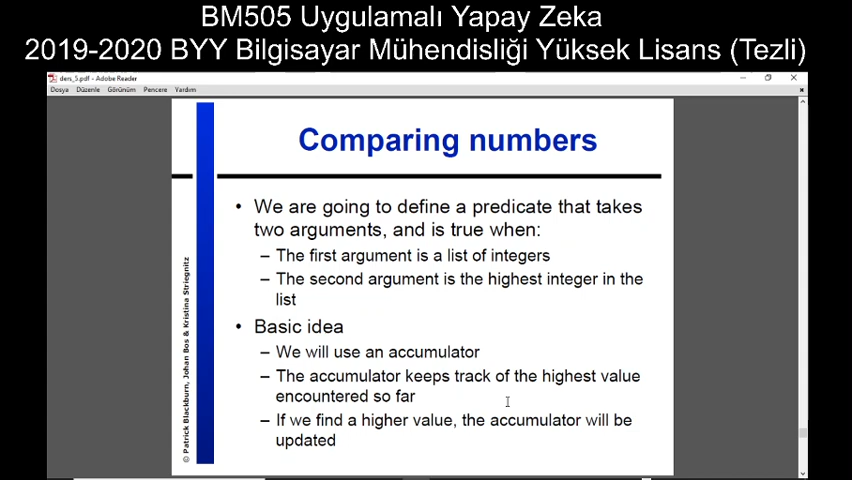 BM505 Uygulamalı Yapay Zeka
2019-2020 BYY Bilgisayar Mühendisliği Yüksek Lisans (Tezli)
ders_5.pdf - Adobe Reader
Dosya Düzenle Görünüm Pencere Yardım
Comparing numbers
• We are going to define a predicate that takes
two arguments, and is true when:
– The first argument is a list of integers
– The second argument is the highest integer in the
list
• Basic idea
– We will use an accumulator
– The accumulator keeps track of the highest value
encountered so far
– If we find a higher value, the accumulator will be
updated
© Patrick Blackburn, Johan Bos & Kristina Striegnitz